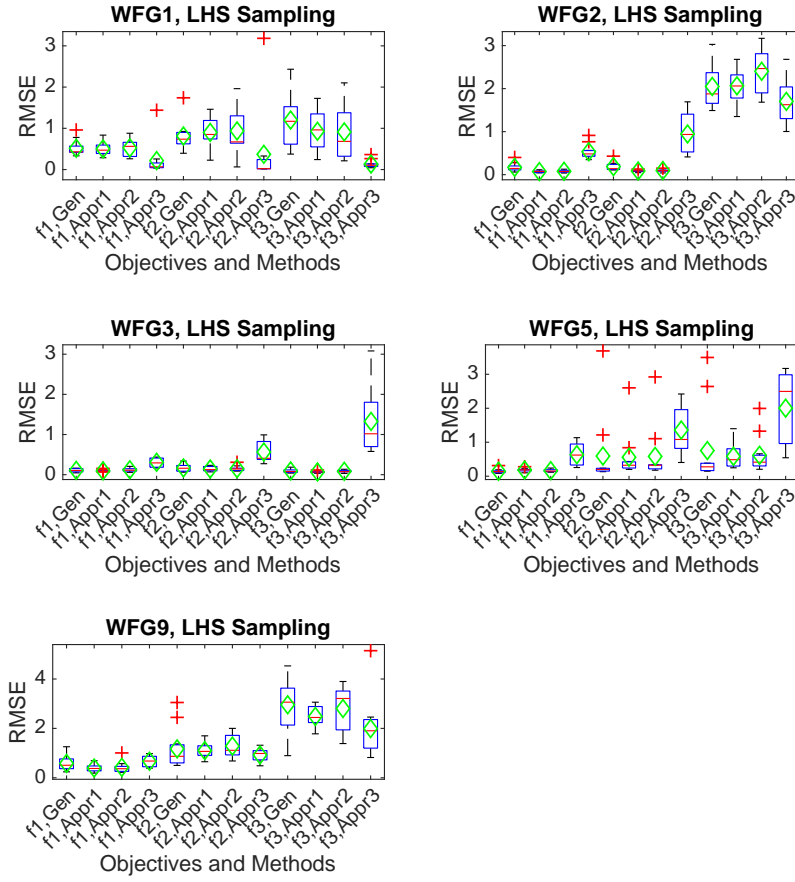 WFG1, LHS Sampling
3
2
1
0
RMSE
f1,Gen
f1,Appr1
f1,Appr2
f1,Appr3
f2,Gen
f2,Appr1
f2,Appr2
f2,Appr3
f3,Gen
f3,Appr1
f3,Appr2
f3,Appr3
Objectives and Methods
WFG2, LHS Sampling
3
2
1
0
RMSE
f1,Gen
f1,Appr1
f1,Appr2
f1,Appr3
f2,Gen
f2,Appr1
f2,Appr2
f2,Appr3
f3,Gen
f3,Appr1
f3,Appr2
f3,Appr3
Objectives and Methods
WFG3, LHS Sampling
3
2
1
0
RMSE
f1,Gen
f1,Appr1
f1,Appr2
f1,Appr3
f2,Gen
f2,Appr1
f2,Appr2
f2,Appr3
f3,Gen
f3,Appr1
f3,Appr2
f3,Appr3
Objectives and Methods
WFG5, LHS Sampling
3
2
1
0
RMSE
f1,Gen
f1,Appr1
f1,Appr2
f1,Appr3
f2,Gen
f2,Appr1
f2,Appr2
f2,Appr3
f3,Gen
f3,Appr1
f3,Appr2
f3,Appr3
Objectives and Methods
WFG9, LHS Sampling
4
2
0
RMSE
f1,Gen
f1,Appr1
f1,Appr2
f1,Appr3
f2,Gen
f2,Appr1
f2,Appr2
f2,Appr3
f3,Gen
f3,Appr1
f3,Appr2
f3,Appr3
Objectives and Methods